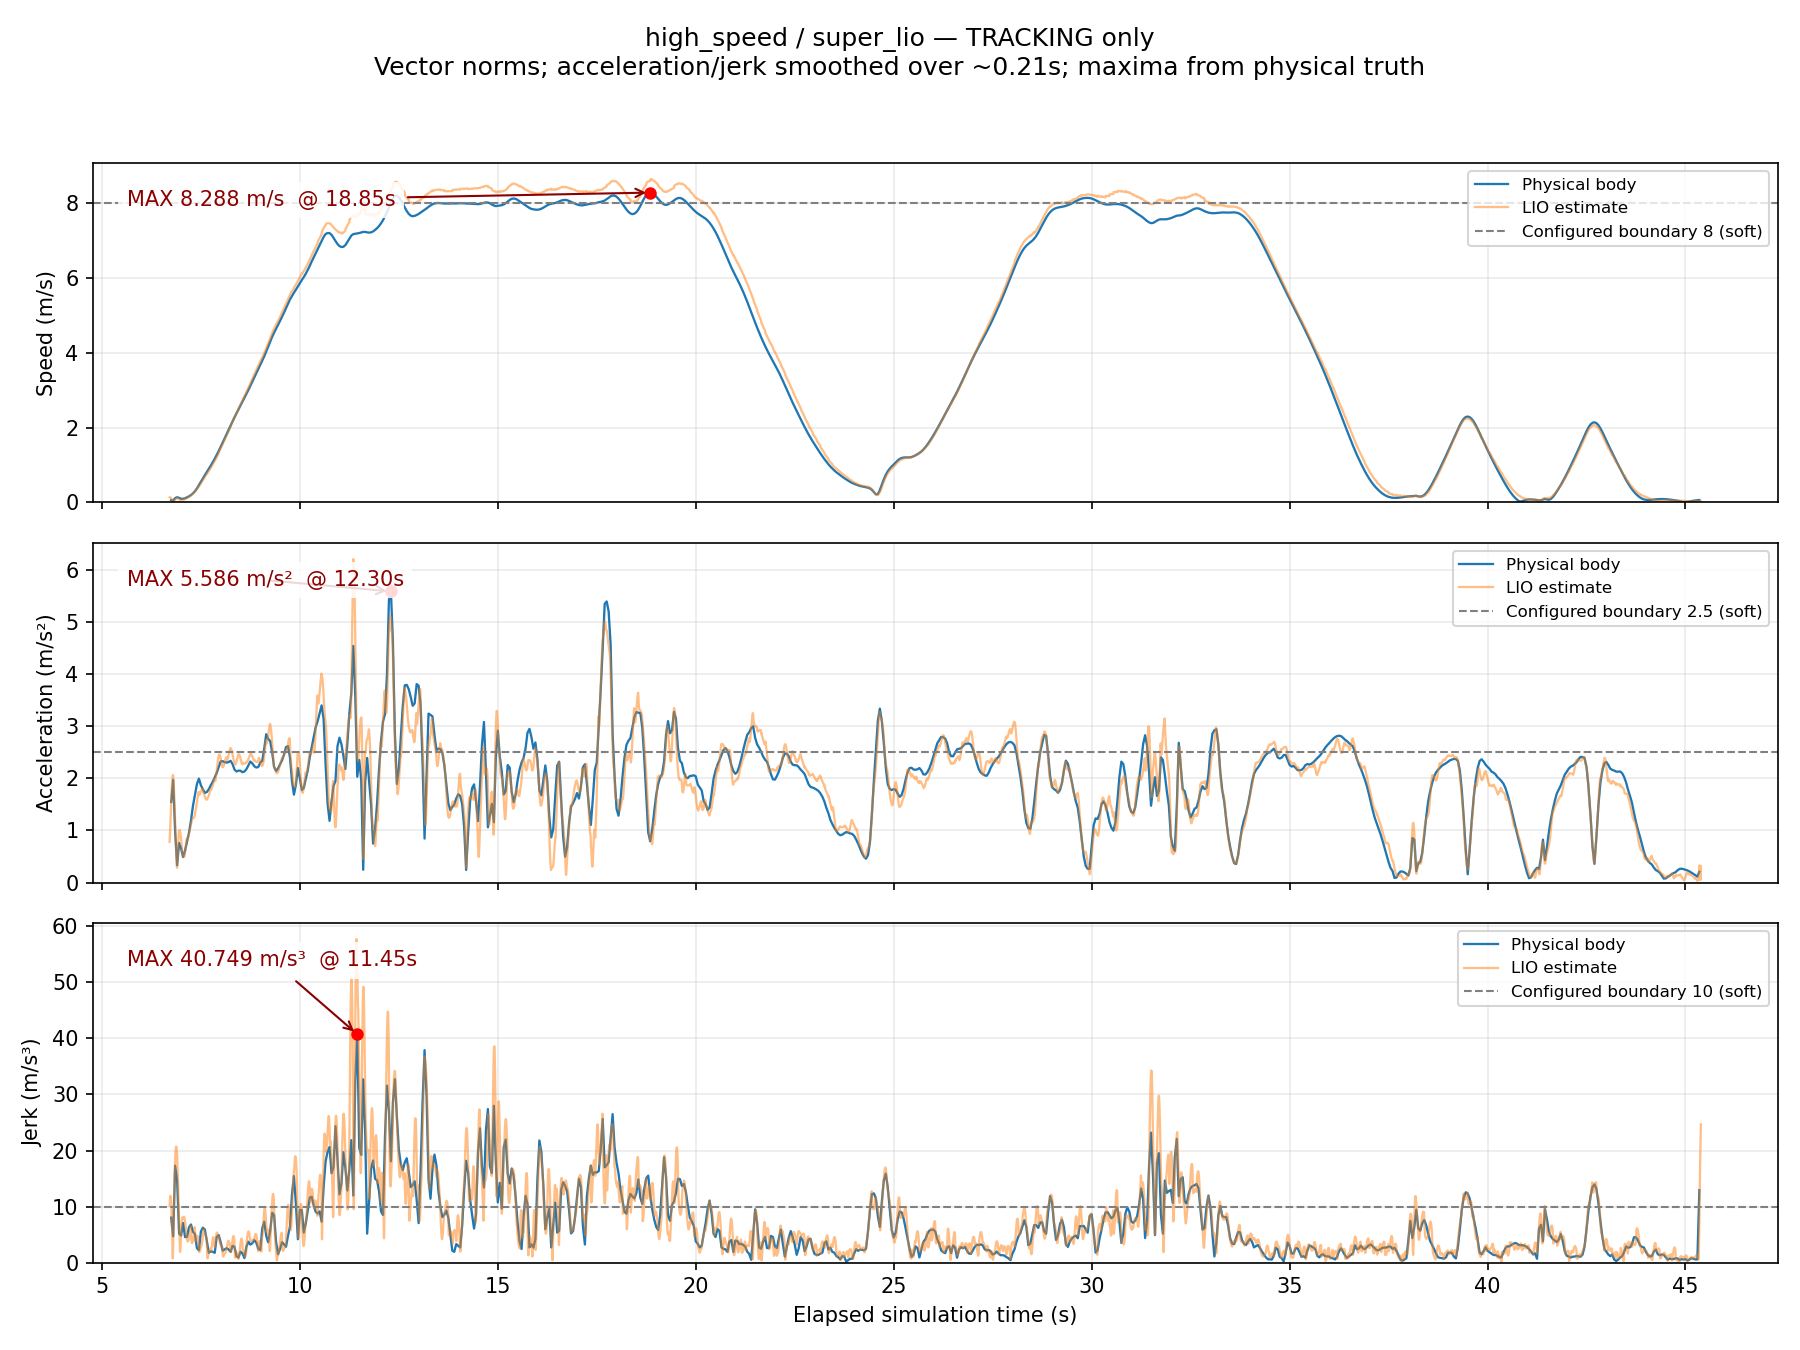 high_speed / super_lio — TRACKING only
Vector norms; acceleration/jerk smoothed over ~0.21s; maxima from physical truth
Speed (m/s)
8
6
4
2
0
MAX 8.288 m/s @ 18.85s
Physical body
LIO estimate
Configured boundary 8 (soft)
Acceleration (m/s²)
6
5
4
3
2
1
0
MAX 5.586 m/s² @ 12.30s
Physical body
LIO estimate
Configured boundary 2.5 (soft)
Jerk (m/s³)
60
50
40
30
20
10
0
MAX 40.749 m/s³ @ 11.45s
Physical body
LIO estimate
Configured boundary 10 (soft)
5 10 15 20 25 30 35 40 45
Elapsed simulation time (s)